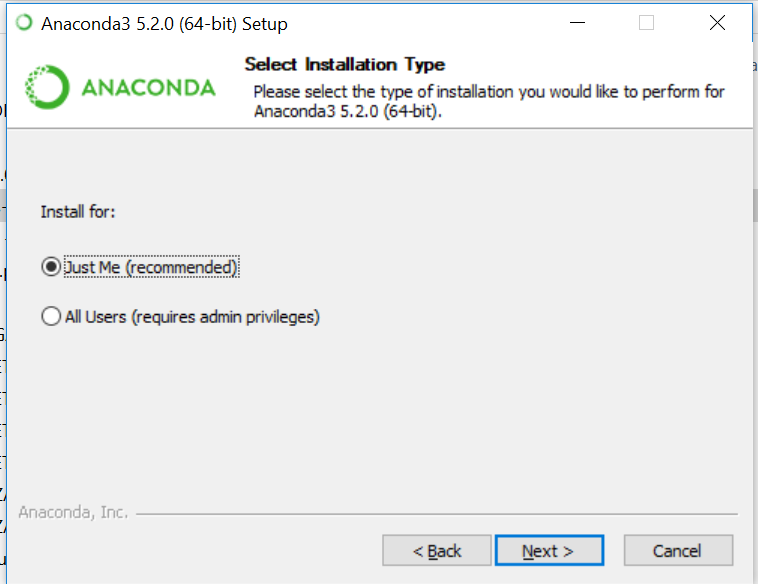 Anaconda3 5.2.0 (64-bit) Setup
ANACONDA
Select Installation Type
Please select the type of installation you would like to perform for
Anaconda3 5.2.0 (64-bit).
Install for:
Just Me (recommended)
All Users (requires admin privileges)
Anaconda, Inc.
< Back
Next >
Cancel